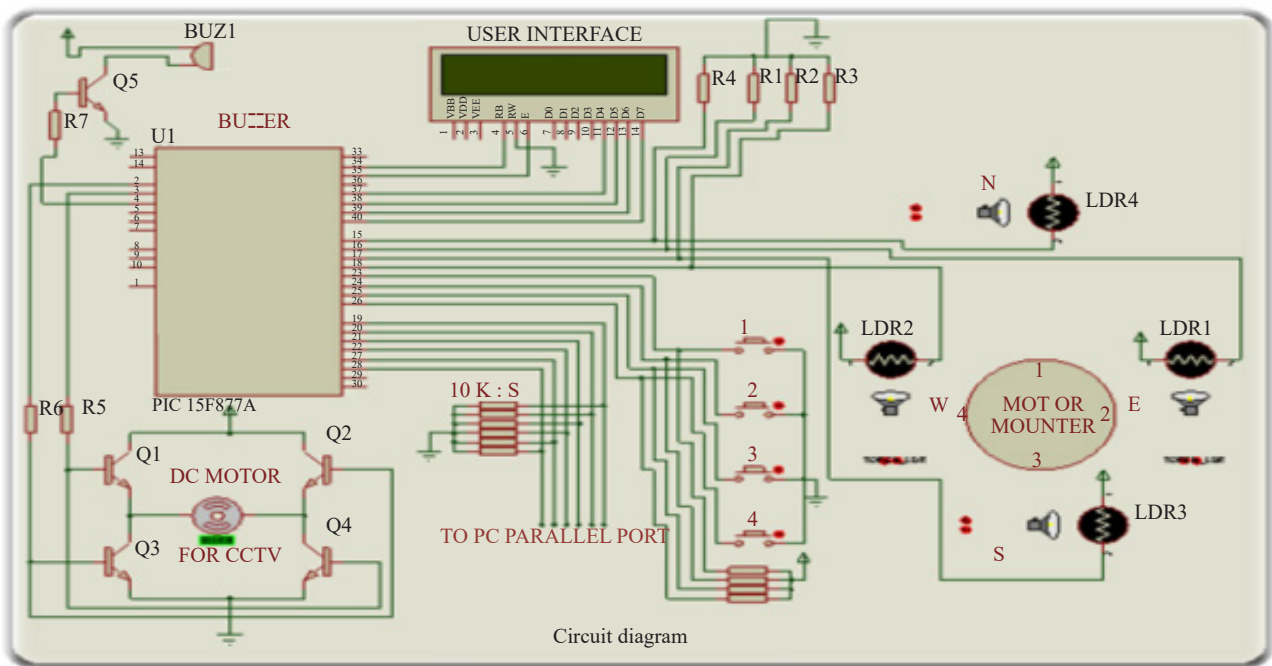 BUZ1
Q5
R7
BUZZER
U1
USER INTERFACE
VBB
VDD
VEE
RB
RW
E
D0
D1
D2
D3
D4
D5
D6
D7
1
2
3
4
5
6
7
8
9
10
11
12
13
14
R4
R1
R2
R3
13
14
2
3
4
5
6
7
8
9
10
1
33
34
35
36
37
38
39
40
15
16
17
18
23
24
25
26
19
20
21
22
27
28
29
30
PIC 15F877A
N
LDR4
LDR2
LDR1
W
E
1
2
3
4
MOT OR
MOUNTER
S
LDR3
R6
R5
Q1
Q2
DC MOTOR
Q3
Q4
FOR CCTV
10 K : S
TO PC PARALLEL PORT
1
2
3
4
Circuit diagram